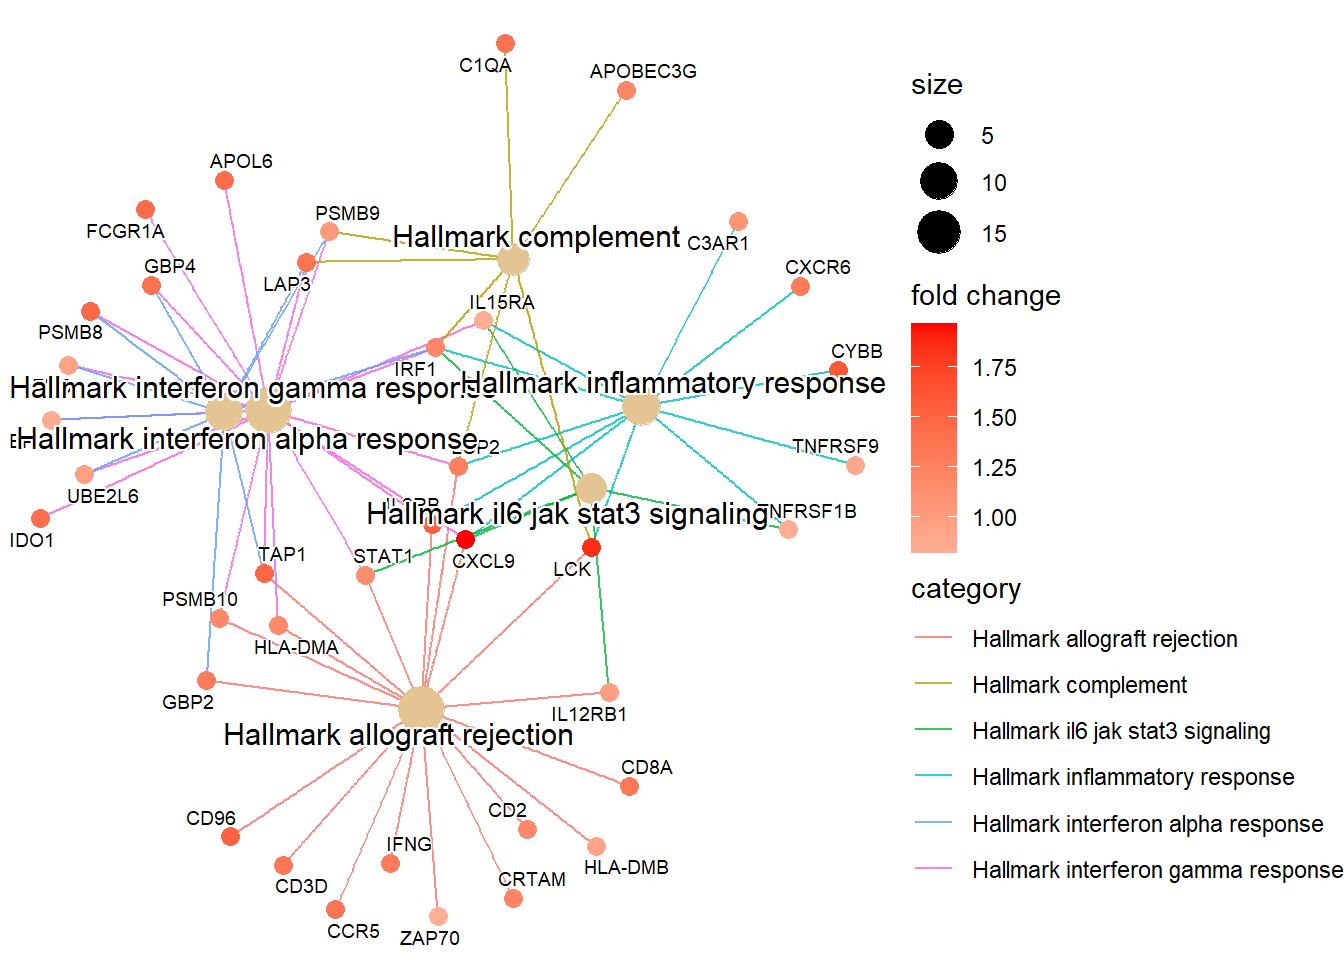 C1QA
APOBEC3G
APOL6
FCGR1A
PSMB9
Hallmark complement
C3AR1
GBP4
LAP3
CXCR6
IL15RA
PSMB8
IRF1
CYBB
Hallmark interferon gamma response
Hallmark inflammatory response
Hallmark interferon alpha response
TNFRSF9
UBE2L6
Hallmark il6 jak stat3 signaling
TNFRSF1B
IDO1
TAP1
STAT1
CXCL9
LCK
PSMB10
HLA-DMA
GBP2
IL12RB1
Hallmark allograft rejection
CD8A
CD96
CD2
IFNG
HLA-DMB
CD3D
CRTAM
CCR5
ZAP70
size
5
10
15
fold change
1.75
1.50
1.25
1.00
category
Hallmark allograft rejection
Hallmark complement
Hallmark il6 jak stat3 signaling
Hallmark inflammatory response
Hallmark interferon alpha response
Hallmark interferon gamma response